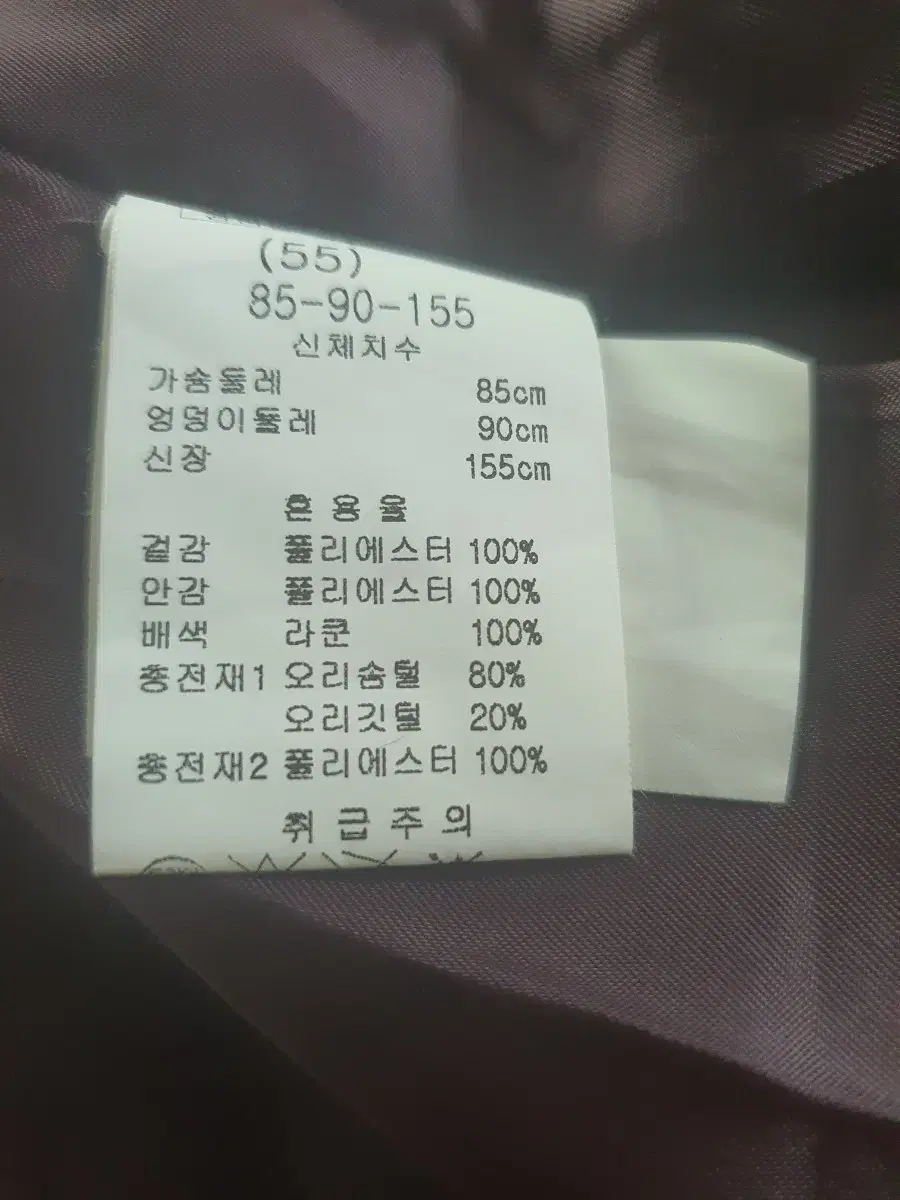 (55)
85-90-155
신체치수
가슴둘레 85cm
엉덩이둘레 90cm
신장 155cm
혼용율
겉감 폴리에스터 100%
안감 폴리에스터 100%
배색 라쿤 100%
충전재1 오리솜털 80%
오리깃털 20%
충전재2 폴리에스터 100%
취급주의